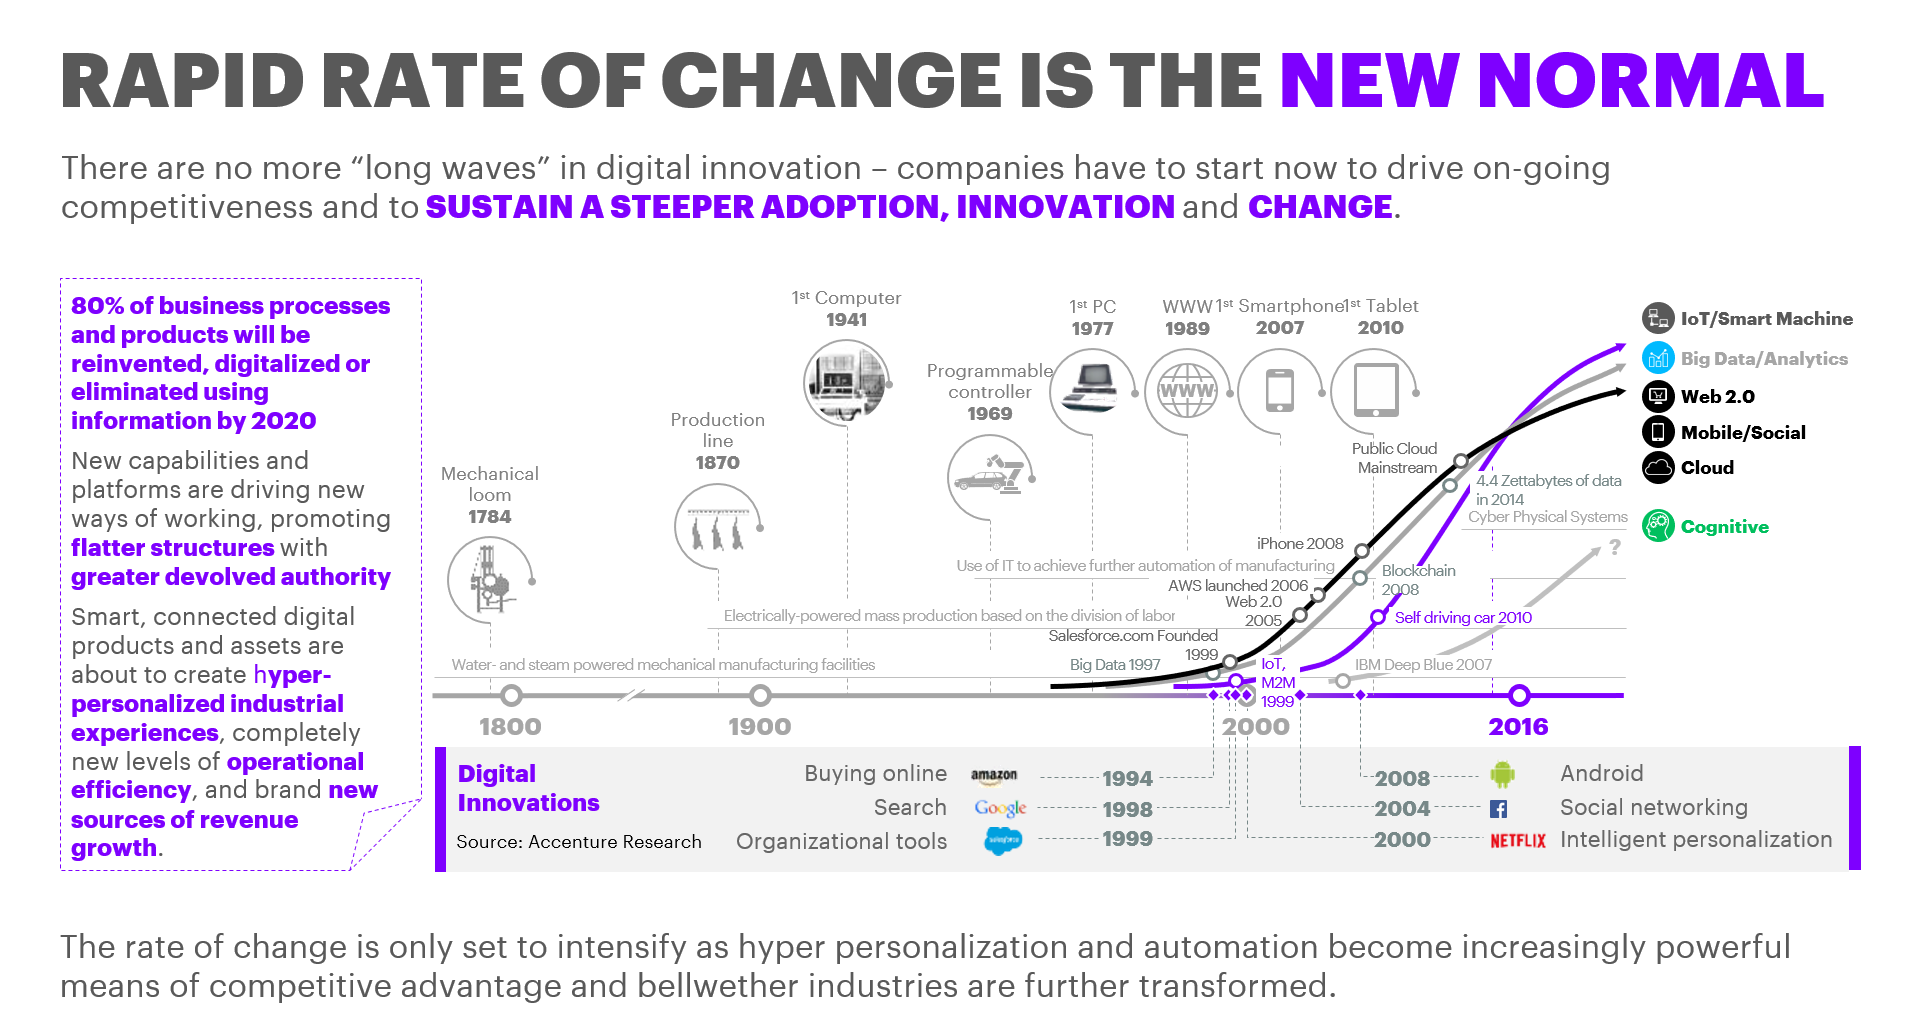 RAPID RATE OF CHANGE IS THE NEW NORMAL
There are no more “long waves” in digital innovation – companies have to start now to drive on-going
competitiveness and to SUSTAIN A STEEPER ADOPTION, INNOVATION and CHANGE.
80% of business processes
and products will be
reinvented, digitalized or
eliminated using
information by 2020
New capabilities and
platforms are driving new
ways of working, promoting
flatter structures with
greater devolved authority
Smart, connected digital
products and assets are
about to create hyper-
personalized industrial
experiences, completely
new levels of operational
efficiency, and brand new
sources of revenue
growth.
Mechanical
loom
1784
Production
line
1870
1st Computer
1941
Programmable
controller
1969
1st PC
1977
WWW
1989
WWW
1st Smartphone
2007
1st Tablet
2010
Public Cloud
Mainstream
4.4 Zettabytes of data
in 2014
Cyber Physical Systems
?
iPhone 2008
Use of IT to achieve further automation of manufacturing
Blockchain
2008
AWS launched 2006
Web 2.0
2005
Electrically-powered mass production based on the division of labor
Self driving car 2010
Salesforce.com Founded
1999
Water- and steam powered mechanical manufacturing facilities
Big Data 1997
IoT,
M2M
1999
IBM Deep Blue 2007
1800
1900
2000
2016
IoT/Smart Machine
Big Data/Analytics
Web 2.0
Mobile/Social
Cloud
Cognitive
Digital
Innovations
Source: Accenture Research
Buying online amazon 1994
Search Google 1998
Organizational tools salesforce 1999
2008 Android
2004 f Social networking
2000 NETFLIX Intelligent personalization
The rate of change is only set to intensify as hyper personalization and automation become increasingly powerful
means of competitive advantage and bellwether industries are further transformed.